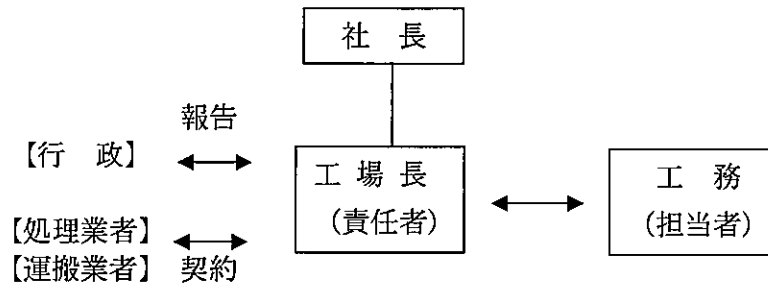 社 長
報告
【行 政】
工 場 長
(責任者)
工 務
(担当者)
【処理業者】
【運搬業者】 契約